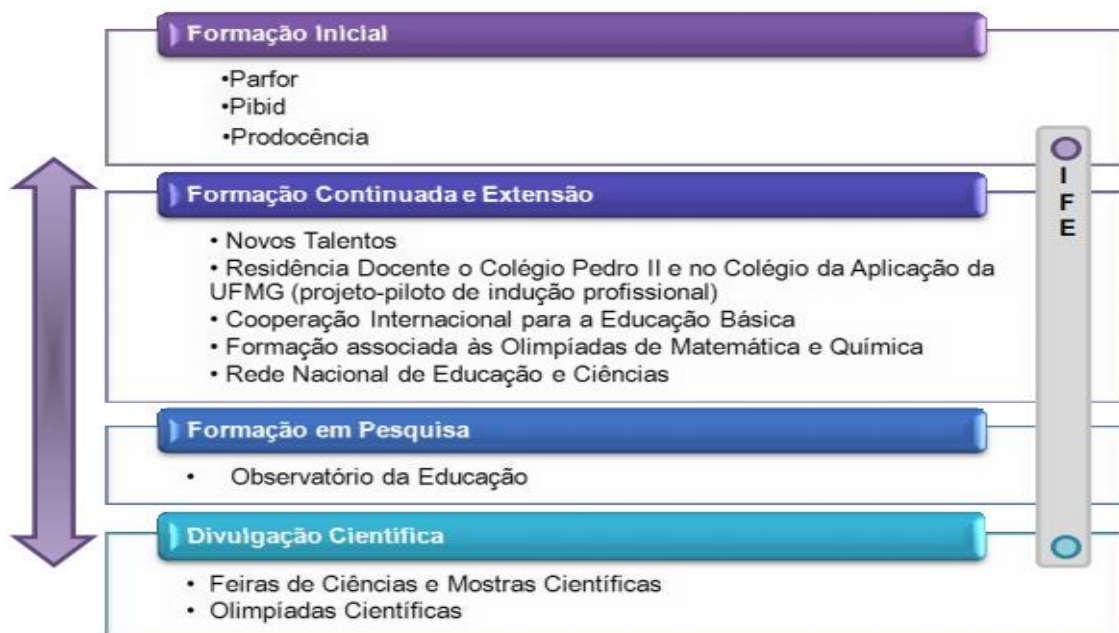 Formação Inicial
•Parfor
•Pibid
•Prodocência
Formação Continuada e Extensão
• Novos Talentos
• Residência Docente o Colégio Pedro II e no Colégio da Aplicação da
UFMG (projeto-piloto de indução profissional)
• Cooperação Internacional para a Educação Básica
• Formação associada às Olimpíadas de Matemática e Química
• Rede Nacional de Educação e Ciências
Formação em Pesquisa
• Observatório da Educação
Divulgação Científica
• Feiras de Ciências e Mostras Científicas
• Olimpíadas Científicas
I
F
E